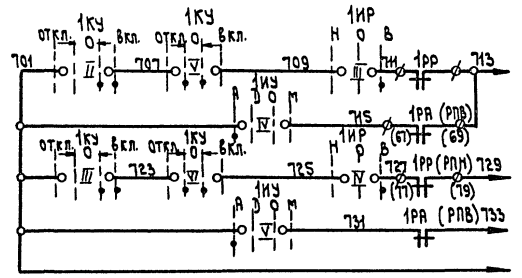 1КУ 1КУ 1ИР
откл. О вкл. откл. О вкл. Н О В
701 II 707 V 709 III 711 1РР 713
1ИУ
А D О М 715 1РА (РПВ)
IV (67) (69)
1КУ 1КУ 1ИР
откл. О вкл. откл. О вкл. Н Р В
III 723 VI 725 IV 727 1РР (РПМ) 729
(77) (79)
1ИУ
А D О М
V 731 1РА (РПВ) 733